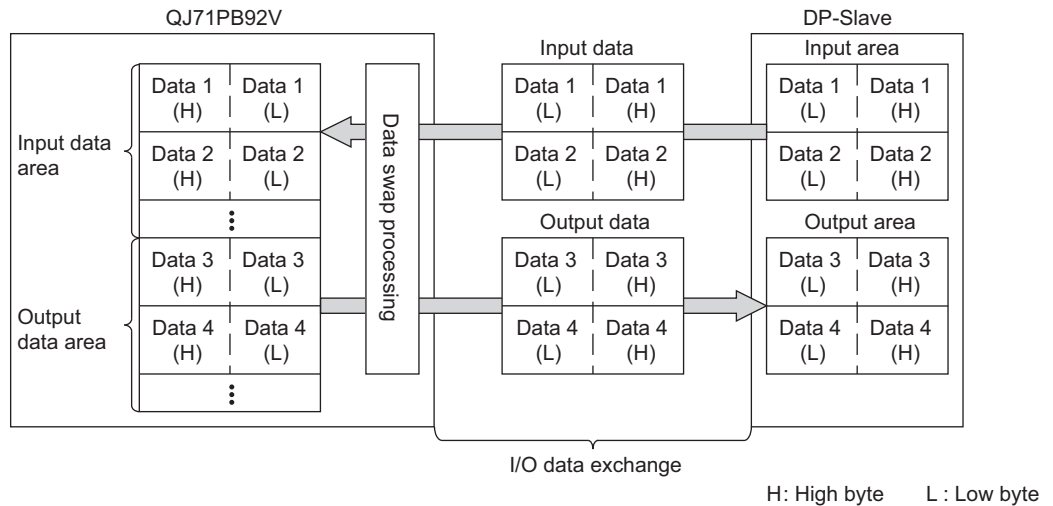 QJ71PB92V
DP-Slave
Input data
Input area
Data 1 Data 1
(H) (L)
Data 1 Data 1
(L) (H)
Data 1 Data 1
(L) (H)
Input data
area
Data 2 Data 2
(H) (L)
Data 2 Data 2
(L) (H)
Data 2 Data 2
(L) (H)
Data swap processing
Output data
Output area
Data 3 Data 3
(H) (L)
Data 3 Data 3
(L) (H)
Data 3 Data 3
(L) (H)
Output
data area
Data 4 Data 4
(H) (L)
Data 4 Data 4
(L) (H)
Data 4 Data 4
(L) (H)
I/O data exchange
H: High byte L : Low byte